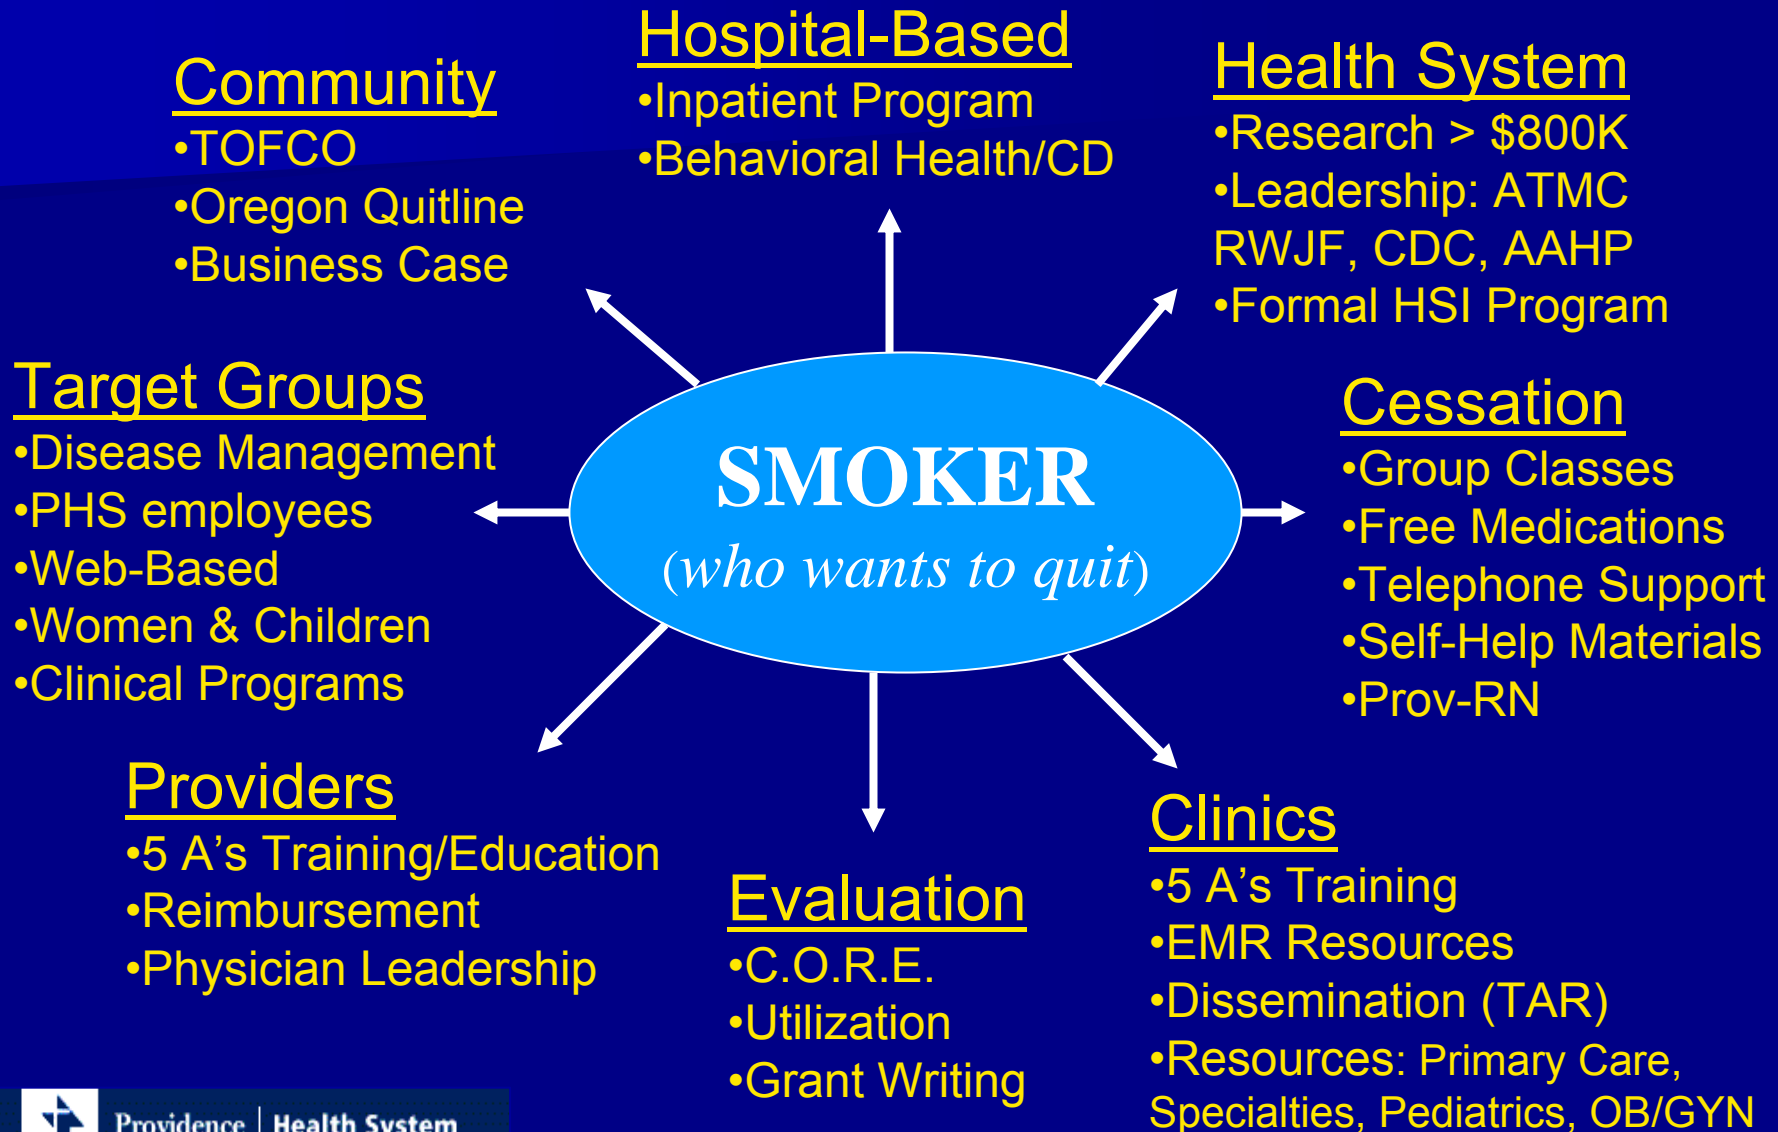 Hospital-Based
•Inpatient Program
•Behavioral Health/CD
Community
•TOFCO
•Oregon Quitline
•Business Case
Health System
•Research > $800K
•Leadership: ATMC
RWJF, CDC, AAHP
•Formal HSI Program
Target Groups
•Disease Management
•PHS employees
•Web-Based
•Women & Children
•Clinical Programs
SMOKER
(who wants to quit)
Cessation
•Group Classes
•Free Medications
•Telephone Support
•Self-Help Materials
•Prov-RN
Providers
•5 A’s Training/Education
•Reimbursement
•Physician Leadership
Evaluation
•C.O.R.E.
•Utilization
•Grant Writing
Clinics
•5 A’s Training
•EMR Resources
•Dissemination (TAR)
•Resources: Primary Care,
Specialties, Pediatrics, OB/GYN
Providence | Health System